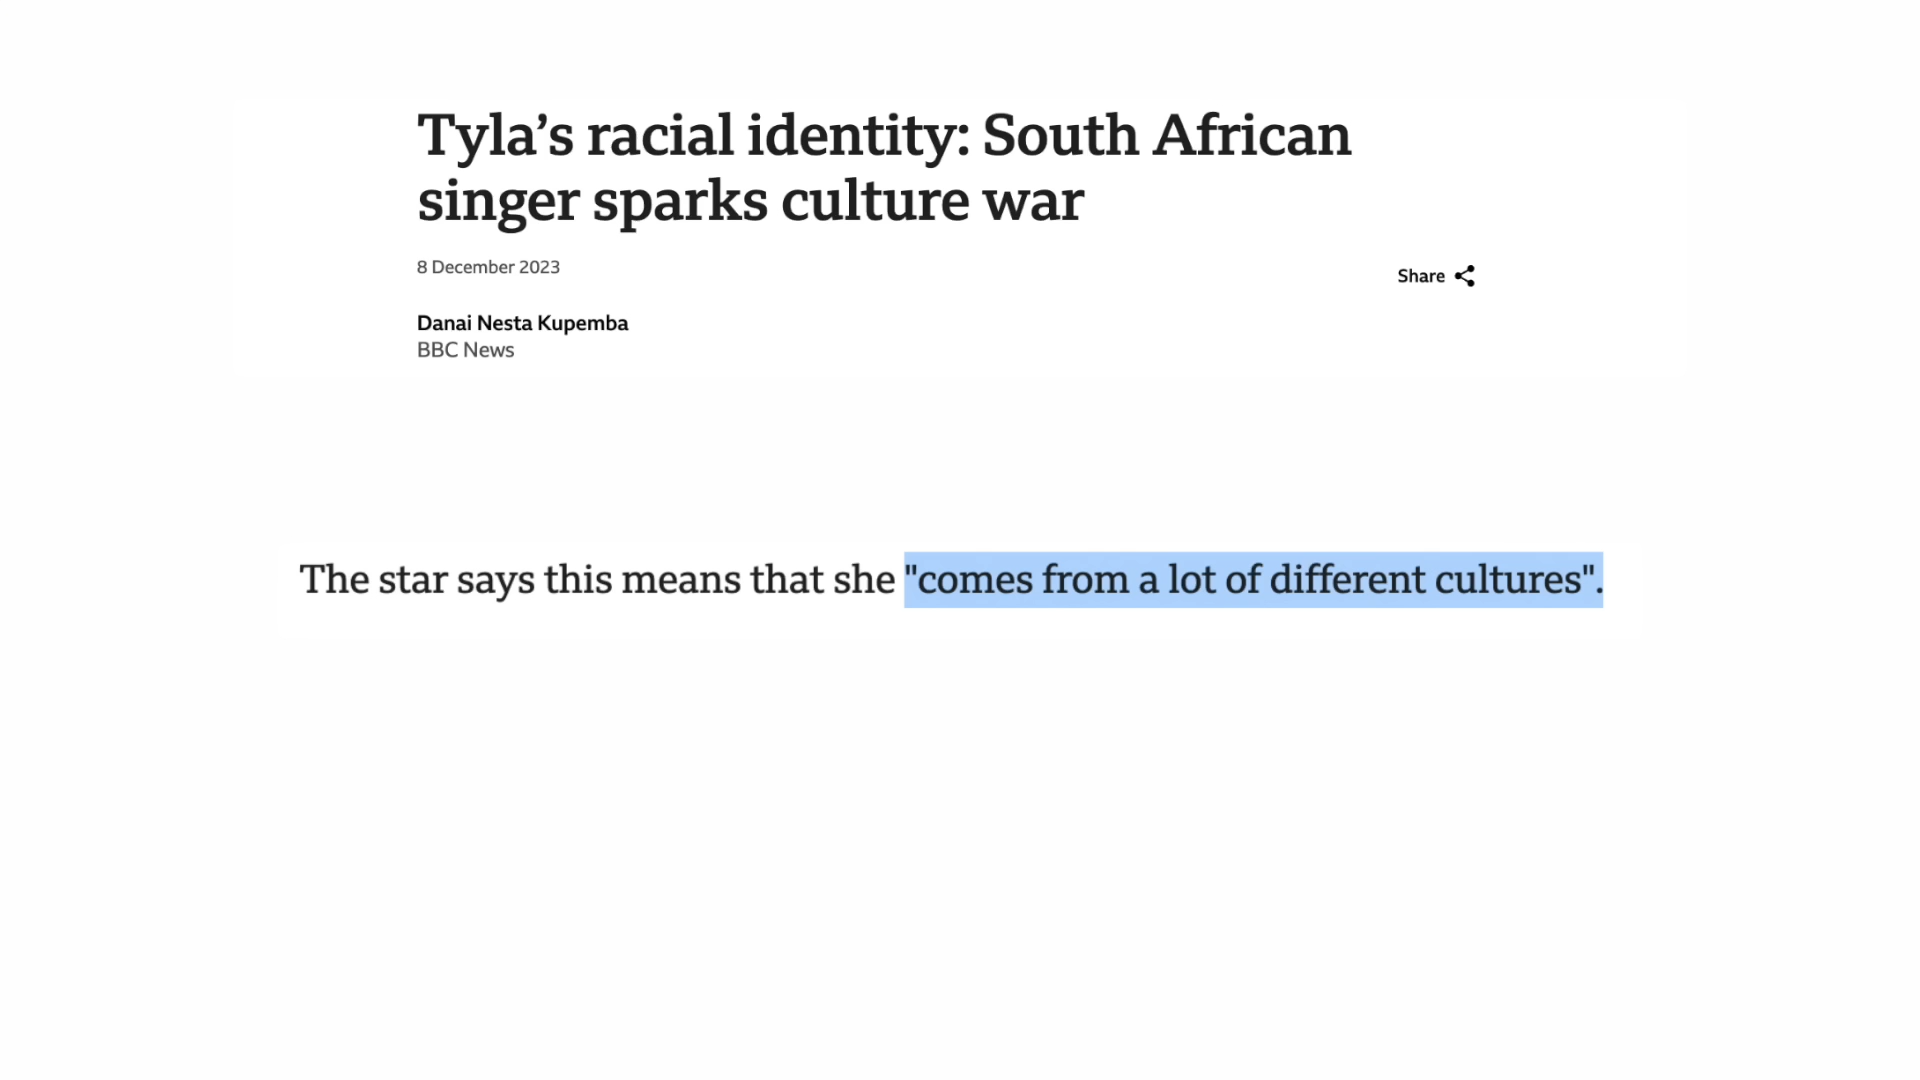 Tyla’s racial identity: South African
singer sparks culture war
8 December 2023
Share
Danai Nesta Kupemba
BBC News
The star says this means that she "comes from a lot of different cultures".